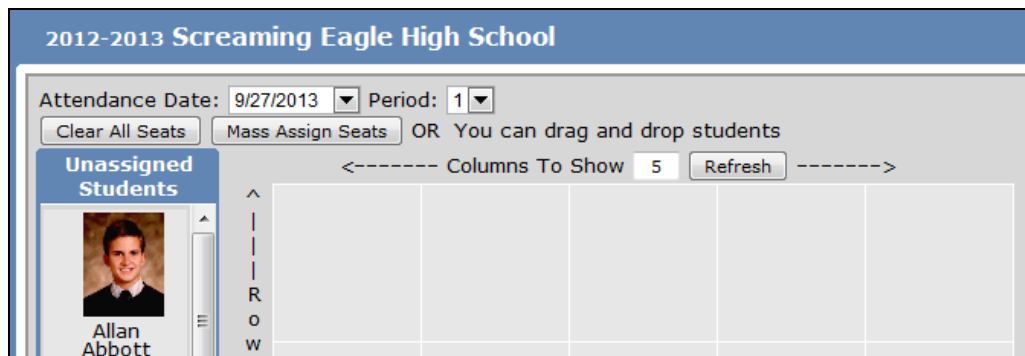 2012-2013 Screaming Eagle High School
Attendance Date: 9/27/2013 Period: 1
Clear All Seats Mass Assign Seats OR You can drag and drop students
Unassigned
Students
<------- Columns To Show 5 Refresh ------->
^
|
|
|
R
o
w
Allan
Abbott